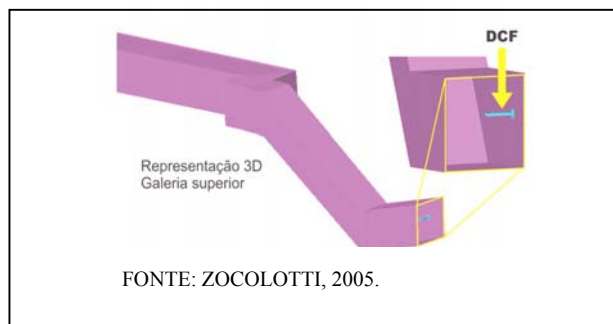 DCF
Representação 3D
Galeria superior
FONTE: ZOCOLOTTI, 2005.